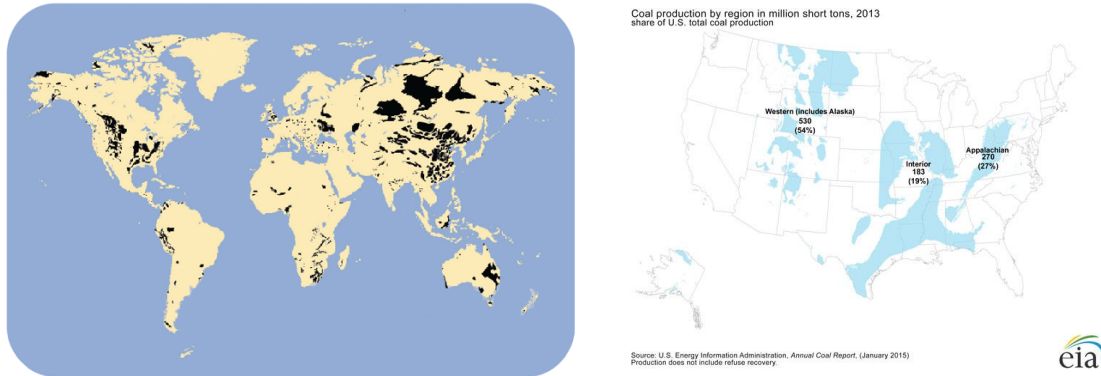 Coal production by region in million short tons, 2013
share of U.S. total coal production
Western (includes Alaska)
530
(54%)
Appalachian
270
(27%)
Interior
183
(19%)
Source: U.S. Energy Information Administration, Annual Coal Report, (January 2015)
Production does not include refuse recovery.
eia